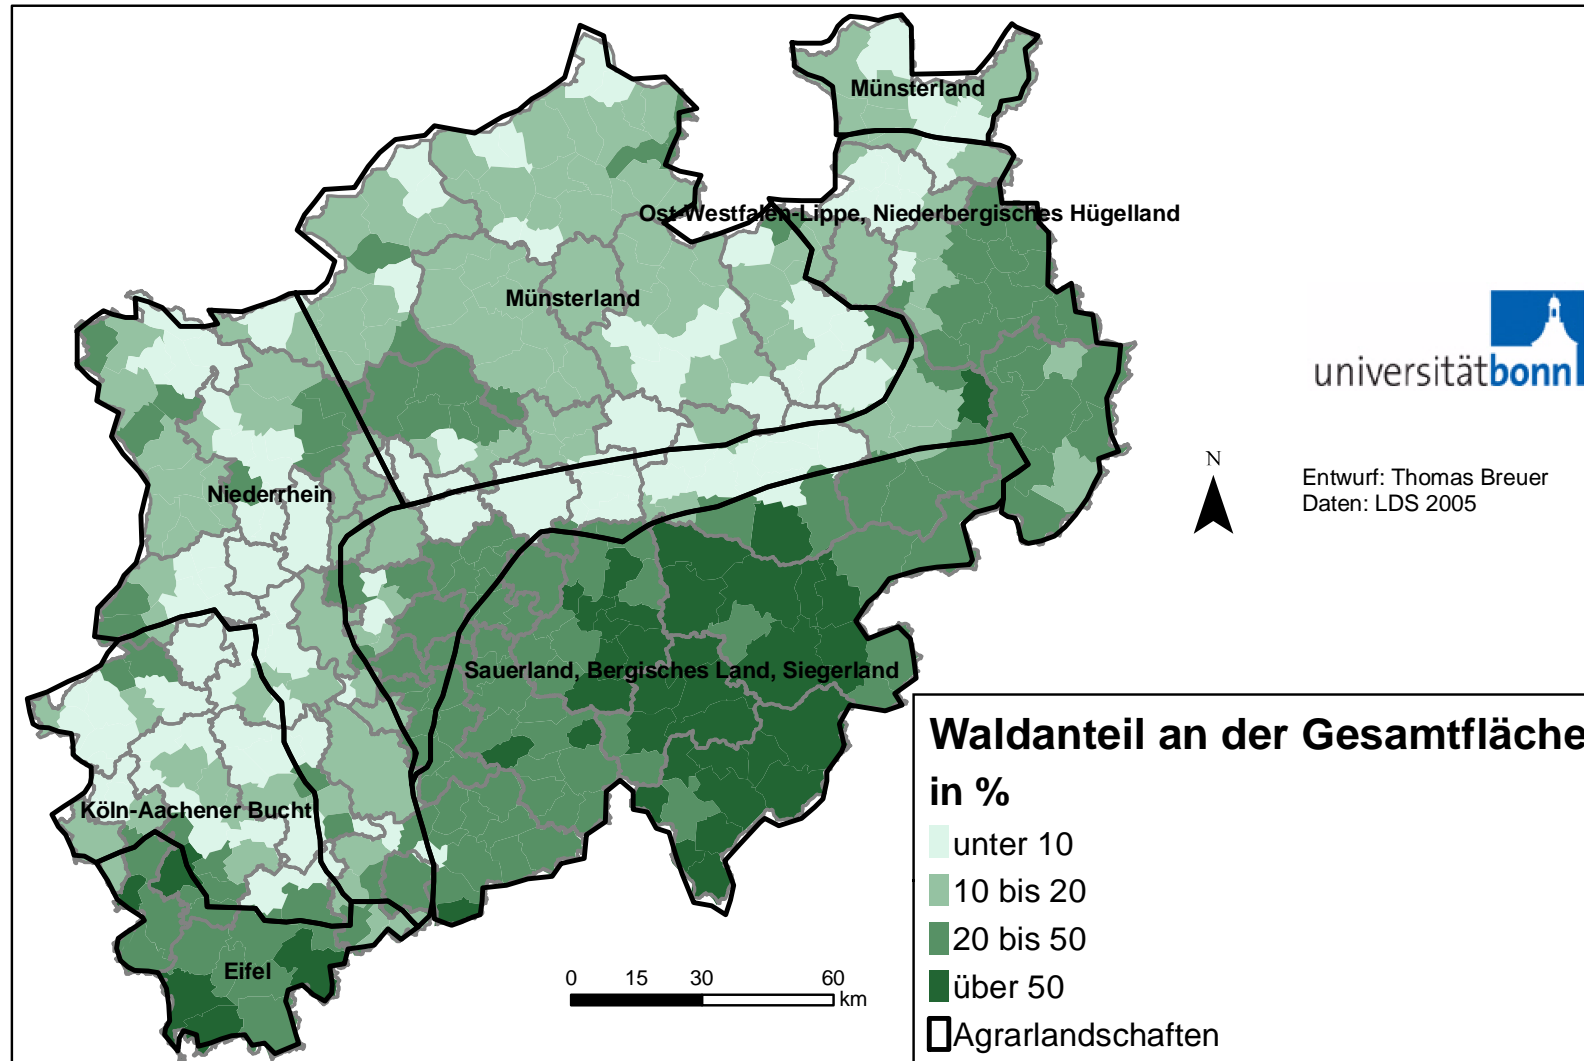 Münsterland
Ost-Westfalen-Lippe, Niederbergisches Hügelland
Münsterland
universitätbonn
Niederrhein
N
Entwurf: Thomas Breuer
Daten: LDS 2005
Sauerland, Bergisches Land, Siegerland
Köln-Aachener Bucht
Eifel
0 15 30 60
km
Waldanteil an der Gesamtfläche
in %
unter 10
10 bis 20
20 bis 50
über 50
Agrarlandschaften